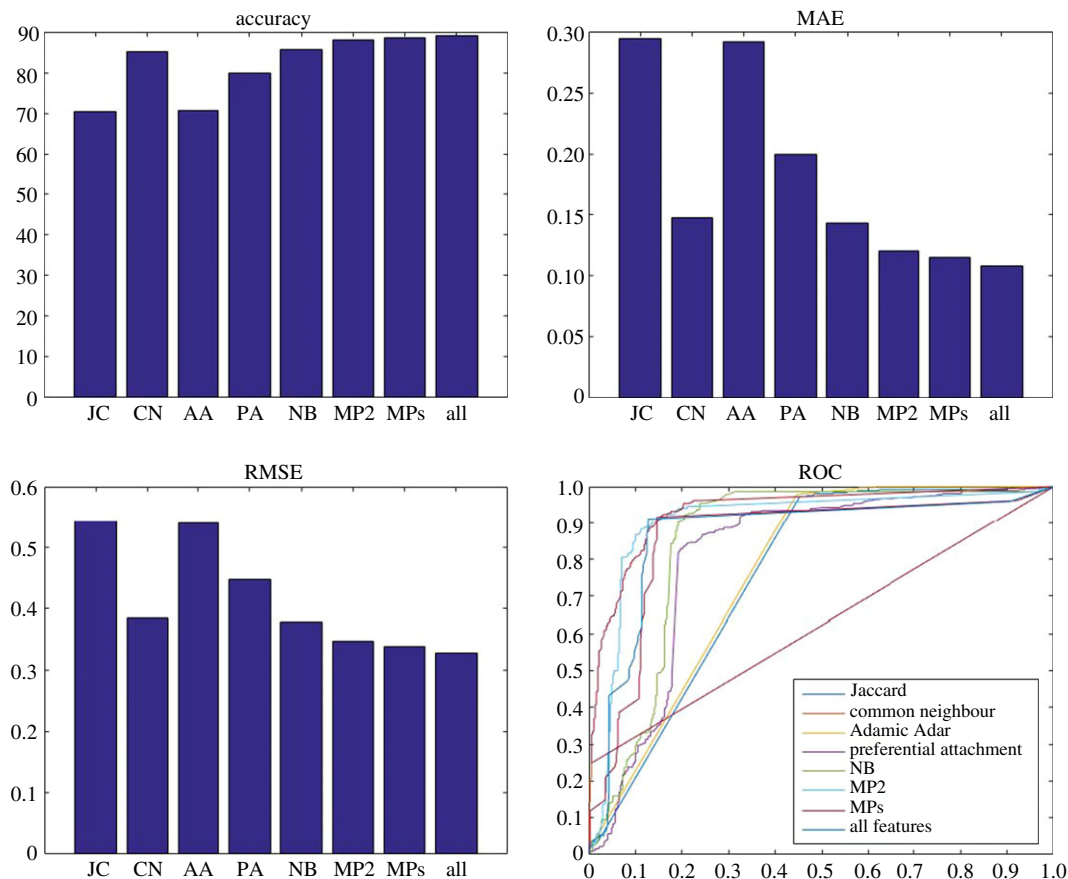 accuracy
90
80
70
60
50
40
30
20
10
0
JC CN AA PA NB MP2 MPs all
MAE
0.30
0.25
0.20
0.15
0.10
0.05
0
JC CN AA PA NB MP2 MPs all
RMSE
0.6
0.5
0.4
0.3
0.2
0.1
0
JC CN AA PA NB MP2 MPs all
ROC
1.0
0.9
0.8
0.7
0.6
0.5
0.4
0.3
0.2
0.1
0
Jaccard
common neighbour
Adamic Adar
preferential attachment
NB
MP2
MPs
all features
0 0.1 0.2 0.3 0.4 0.5 0.6 0.7 0.8 0.9 1.0